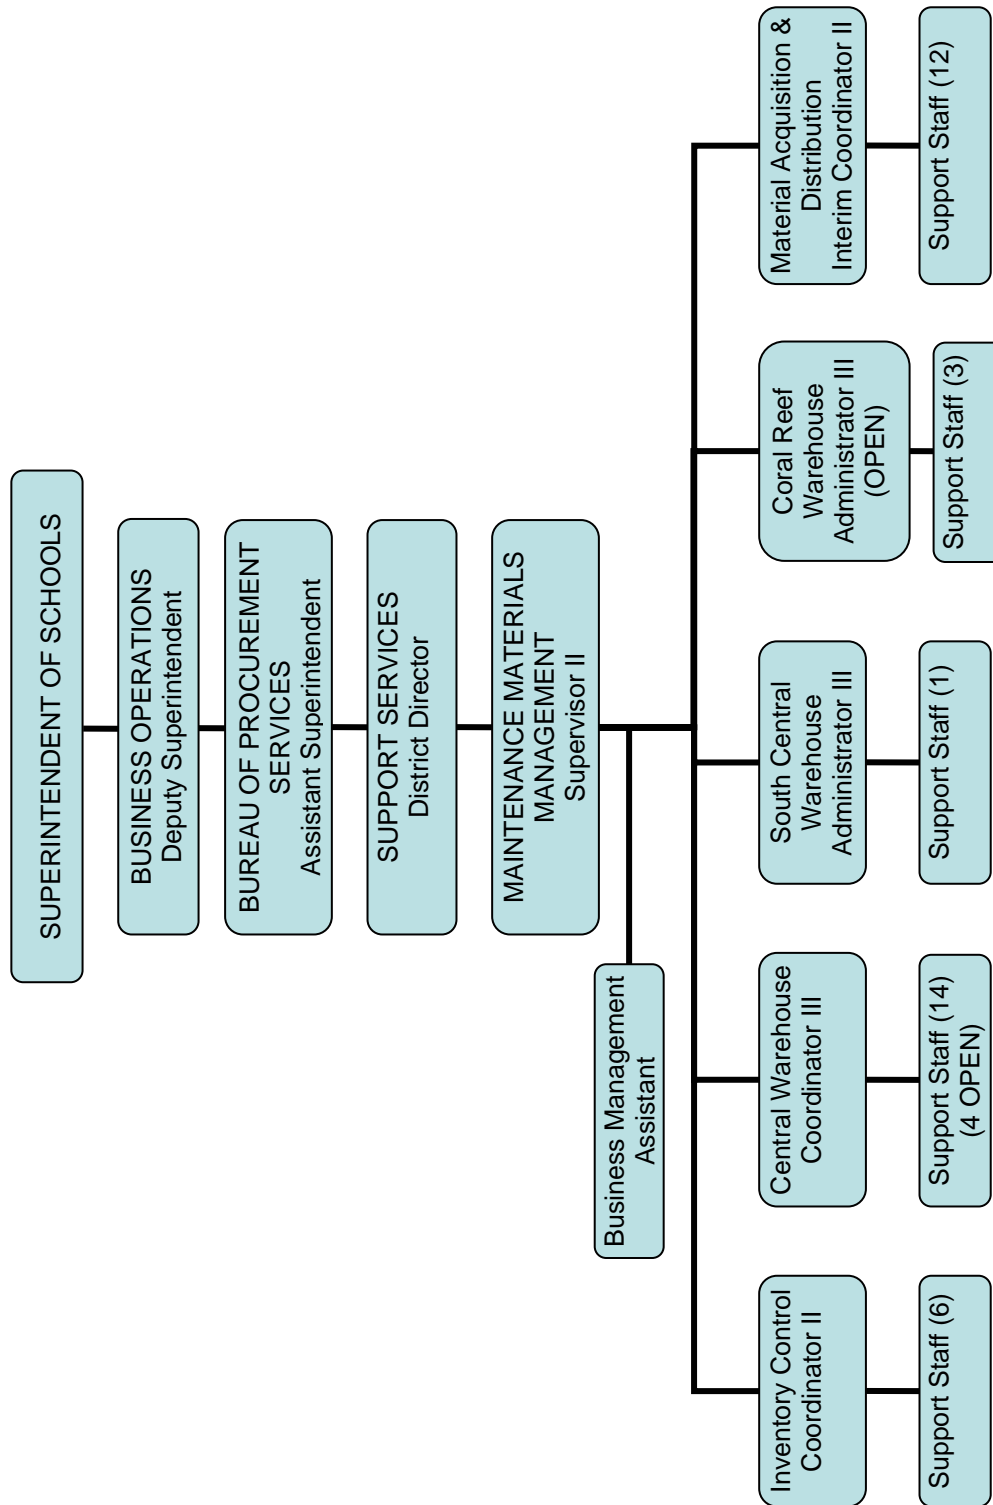 SUPERINTENDENT OF SCHOOLS
BUSINESS OPERATIONS
Deputy Superintendent
BUREAU OF PROCUREMENT
SERVICES
Assistant Superintendent
SUPPORT SERVICES
District Director
MAINTENANCE MATERIALS
MANAGEMENT
Supervisor II
Business Management
Assistant
Inventory Control
Coordinator II
Central Warehouse
Coordinator III
South Central
Warehouse
Administrator III
Coral Reef
Warehouse
Administrator III
(OPEN)
Material Acquisition &
Distribution
Interim Coordinator II
Support Staff (6)
Support Staff (14)
(4 OPEN)
Support Staff (1)
Support Staff (3)
Support Staff (12)